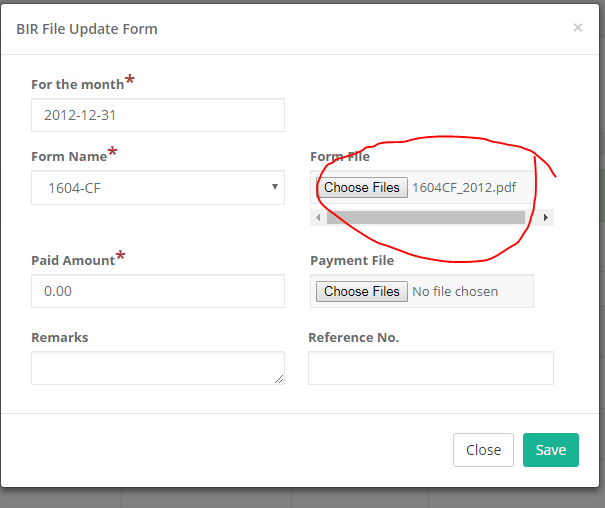 BIR File Update Form ×
For the month*
2012-12-31
Form Name* Form File
1604-CF Choose Files 1604CF_2012.pdf
Paid Amount* Payment File
0.00 Choose Files No file chosen
Remarks Reference No.
Close Save